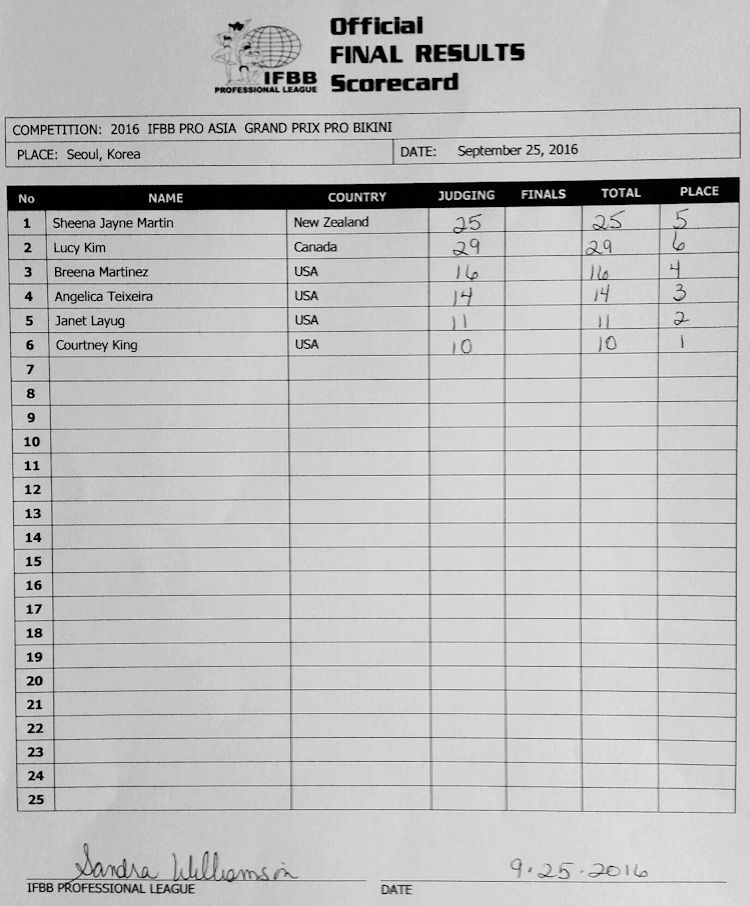 Official
FINAL RESULTS
Scorecard
IFBB
PROFESSIONAL LEAGUE
COMPETITION: 2016 IFBB PRO ASIA GRAND PRIX PRO BIKINI
PLACE: Seoul, Korea DATE: September 25, 2016
No NAME COUNTRY JUDGING FINALS TOTAL PLACE
1 Sheena Jayne Martin New Zealand 25 25 5
2 Lucy Kim Canada 29 29 6
3 Breena Martinez USA 16 16 4
4 Angelica Teixeira USA 14 14 3
5 Janet Layug USA 11 11 2
6 Courtney King USA 10 10 1
7
8
9
10
11
12
13
14
15
16
17
18
19
20
21
22
23
24
25
Sandra Williamson 9-25-2016
IFBB PROFESSIONAL LEAGUE DATE